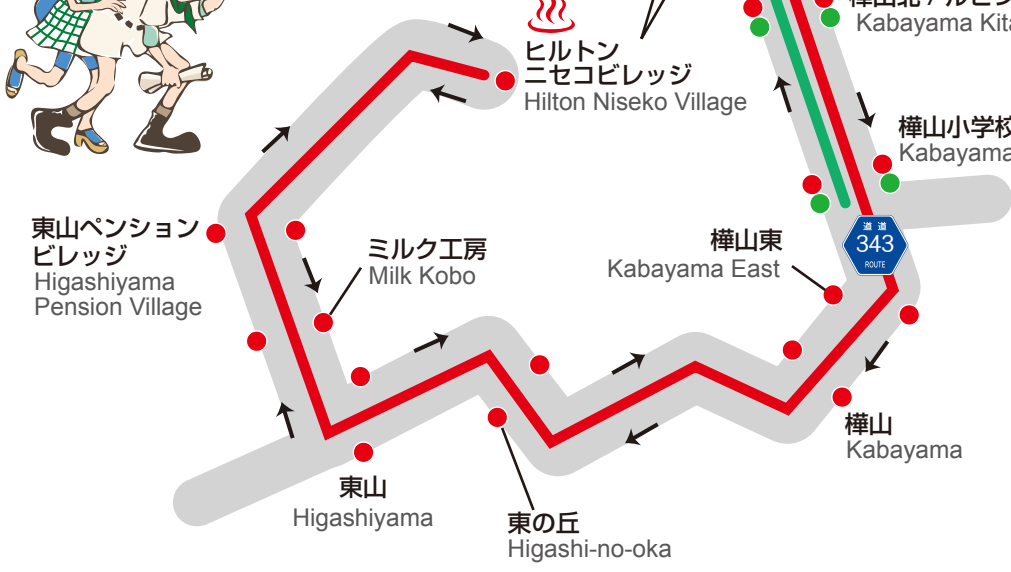 ヒルトン
ニセコビレッジ
Hilton Niseko Village
Kabayama
樺山小学校
Kabayama
東山ペンション
ビレッジ
Higashiyama
Pension Village
ミルク工房
Milk Kobo
樺山東
Kabayama East
道道
343
ROUTE
樺山
Kabayama
東山
Higashiyama
東の丘
Higashi-no-oka